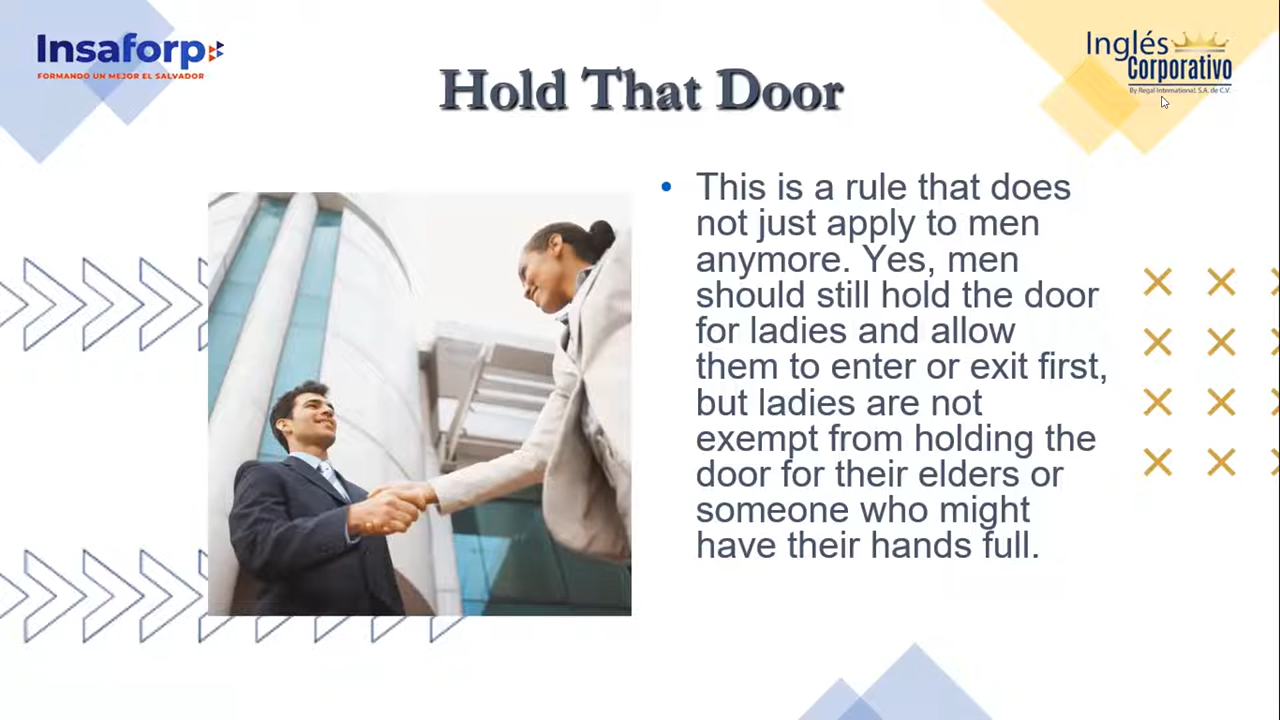 Insaforp
FORMANDO UN MEJOR EL SALVADOR
Inglés
Corporativo
By Regal International, S.A. de C.V.
Hold That Door
• This is a rule that does
not just apply to men
anymore. Yes, men
should still hold the door
for ladies and allow
them to enter or exit first,
but ladies are not
exempt from holding the
door for their elders or
someone who might
have their hands full.